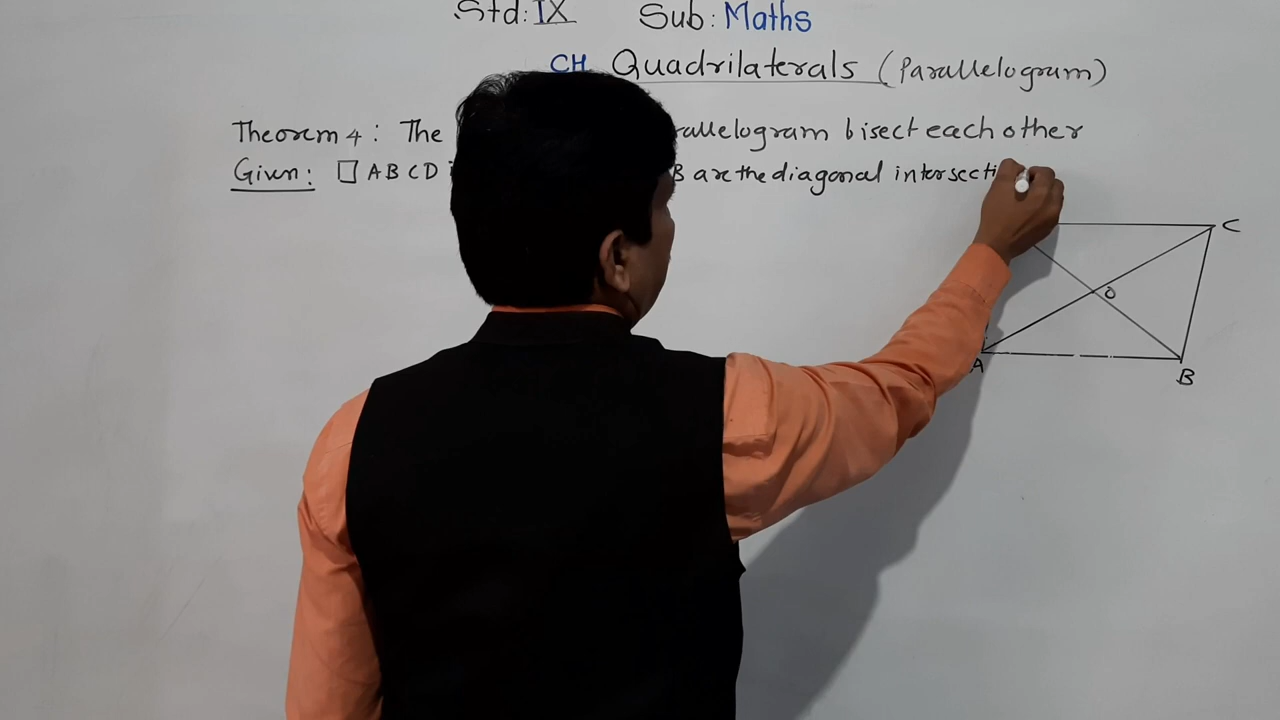 Std: IX Sub: Maths
CH Quadrilaterals (Parallelogram)
Theorem 4: The rallelogram bisect each other
Given: □ ABCD B are the diagonal intersecti
C
O
A
B